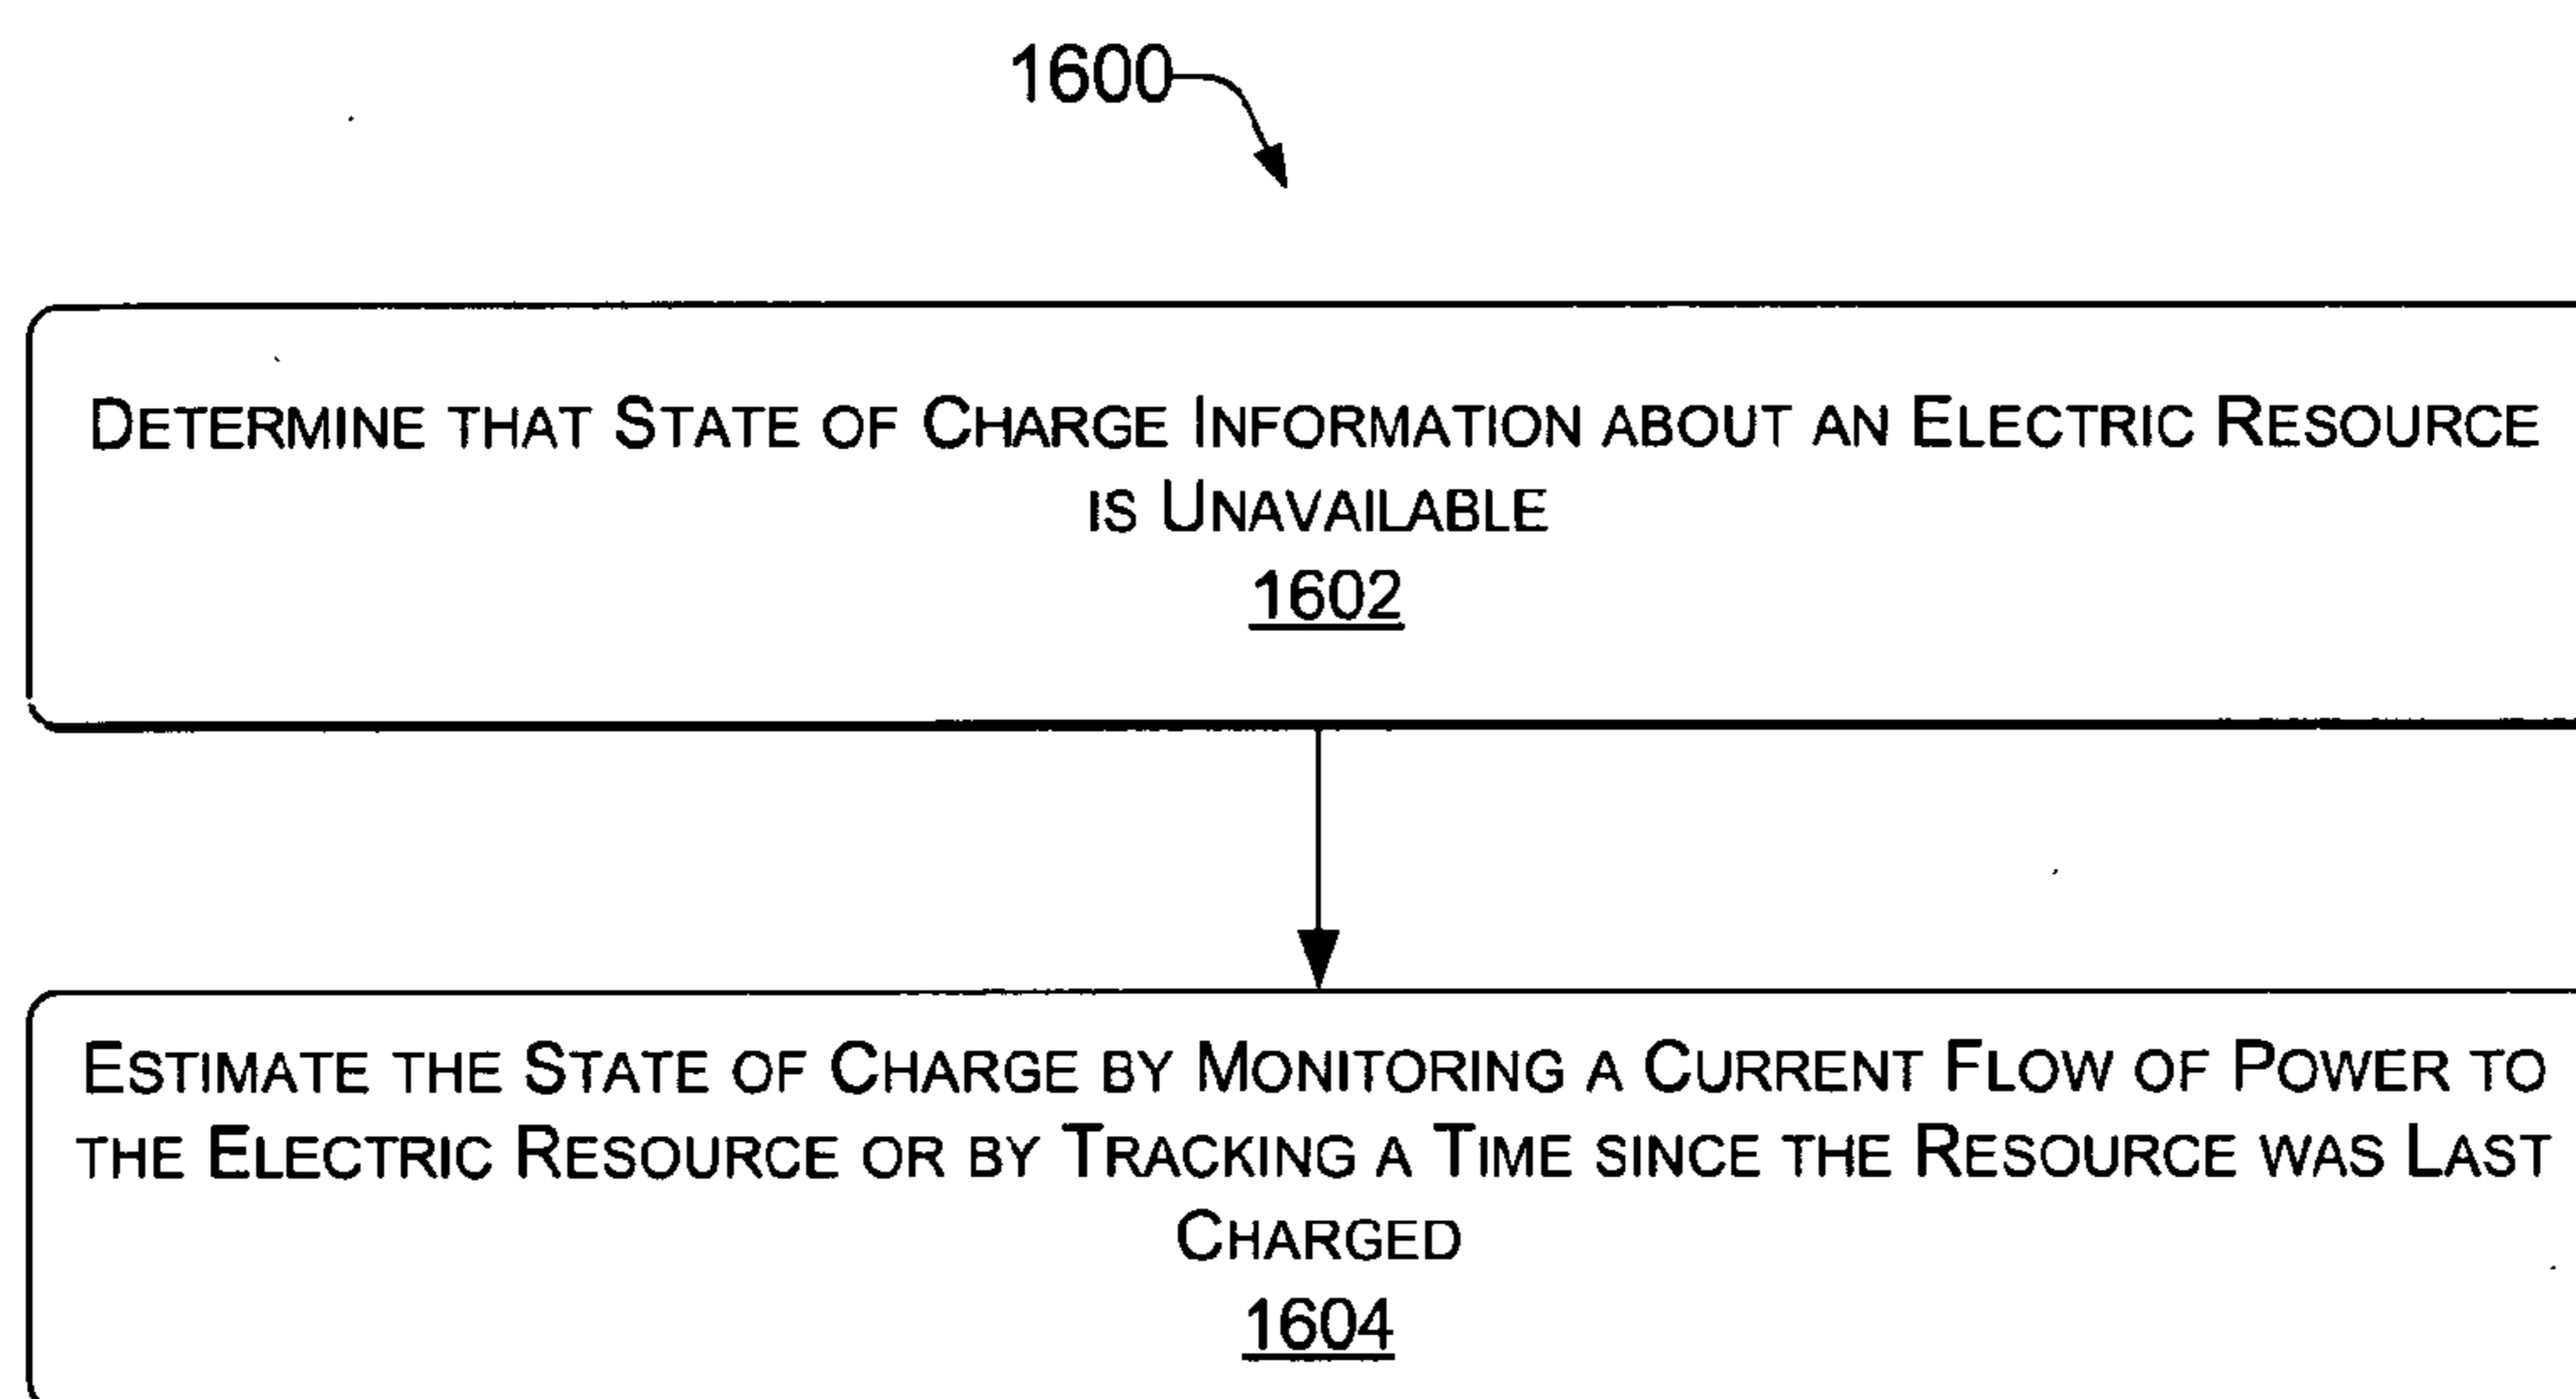 1600
DETERMINE THAT STATE OF CHARGE INFORMATION ABOUT AN ELECTRIC RESOURCE
IS UNAVAILABLE
1602
ESTIMATE THE STATE OF CHARGE BY MONITORING A CURRENT FLOW OF POWER TO
THE ELECTRIC RESOURCE OR BY TRACKING A TIME SINCE THE RESOURCE WAS LAST
CHARGED
1604